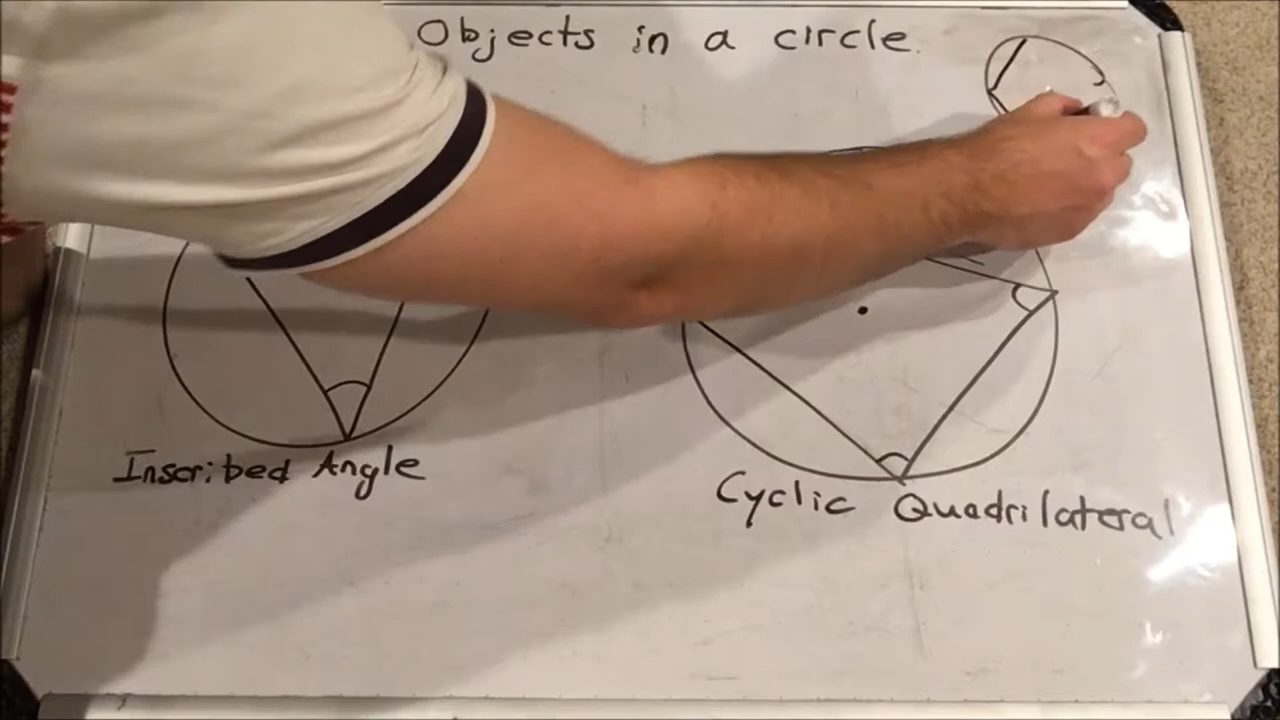 Objects in a circle.
Inscribed Angle
Cyclic Quadrilateral